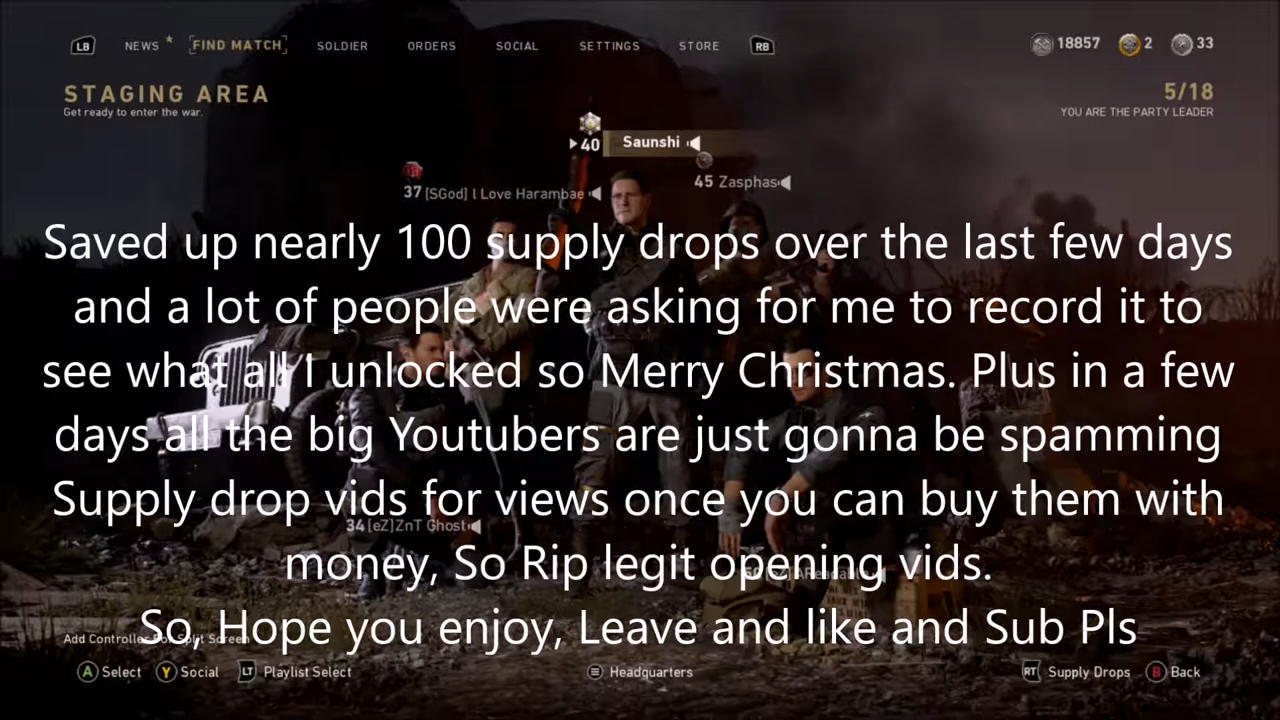 LB NEWS FIND MATCH SOLDIER ORDERS SOCIAL SETTINGS STORE RB 18857 2 33
STAGING AREA 5/18
Get ready to enter the war. YOU ARE THE PARTY LEADER
40 Saunshi
45 Zasphas
37 [SGod] l Love Harambae
Saved up nearly 100 supply drops over the last few days
and a lot of people were asking for me to record it to
see what all I unlocked so Merry Christmas. Plus in a few
days all the big Youtubers are just gonna be spamming
Supply drop vids for views once you can buy them with
34 [eZ]ZnT Ghost
money, So Rip legit opening vids.
So, Hope you enjoy, Leave and like and Sub Pls
Add Controller For Split Screen
A Select Y Social LT Playlist Select Headquarters RT Supply Drops B Back